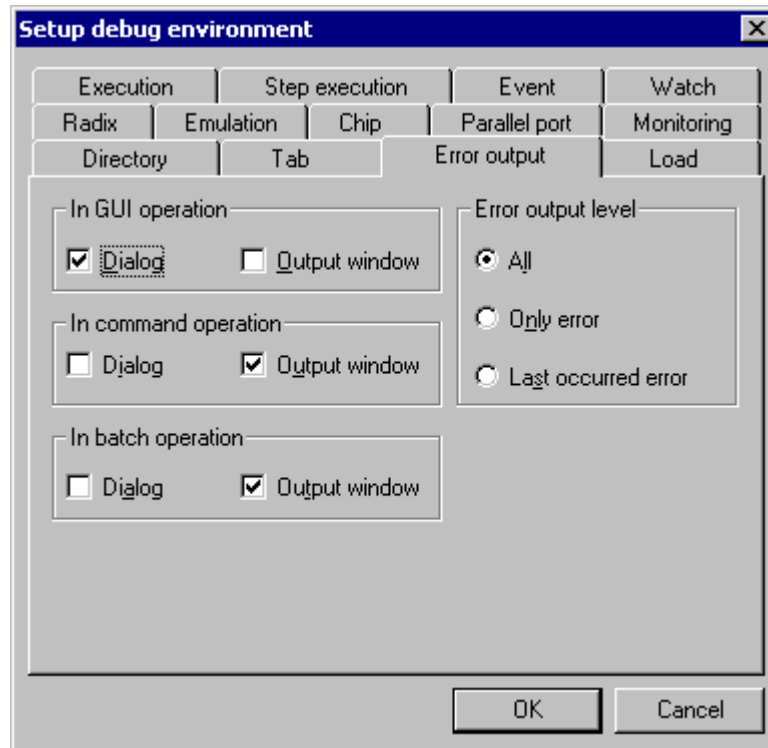 Setup debug environment
Execution Step execution Event Watch
Radix Emulation Chip Parallel port Monitoring
Directory Tab Error output Load
In GUI operation
Dialog Output window
In command operation
Dialog Output window
In batch operation
Dialog Output window
Error output level
All
Only error
Last occurred error
OK Cancel